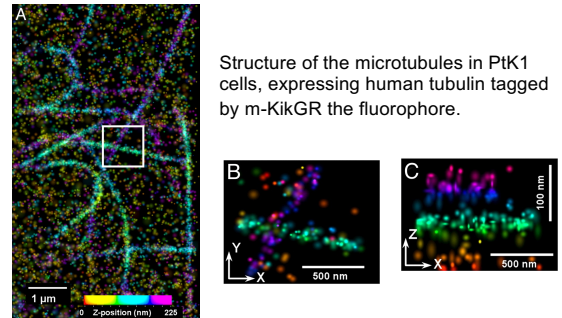 A
Structure of the microtubules in PtK1
cells, expressing human tubulin tagged
by m-KikGR the fluorophore.
B
Y
X
500 nm
C
100 nm
Z
X
500 nm
1 μm
0 Z-position (nm) 225